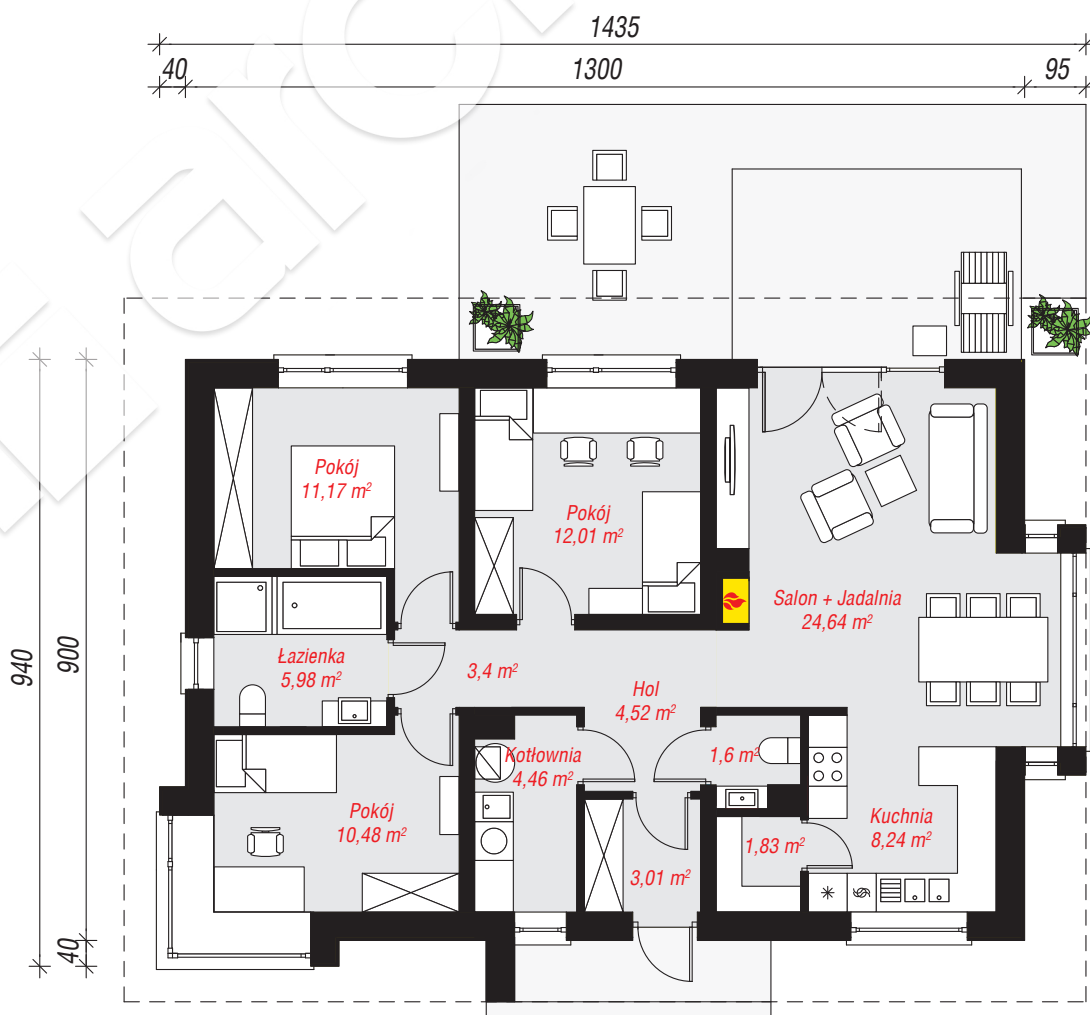 1435
40 1300 95
Pokój
11,17 m²
Pokój
12,01 m²
Salon + Jadalnia
24,64 m²
Łazienka
5,98 m²
3,4 m²
Hol
4,52 m²
940
900
40
Kotłownia
4,46 m²
1,6 m²
Pokój
10,48 m²
Kuchnia
8,24 m²
1,83 m²
3,01 m²